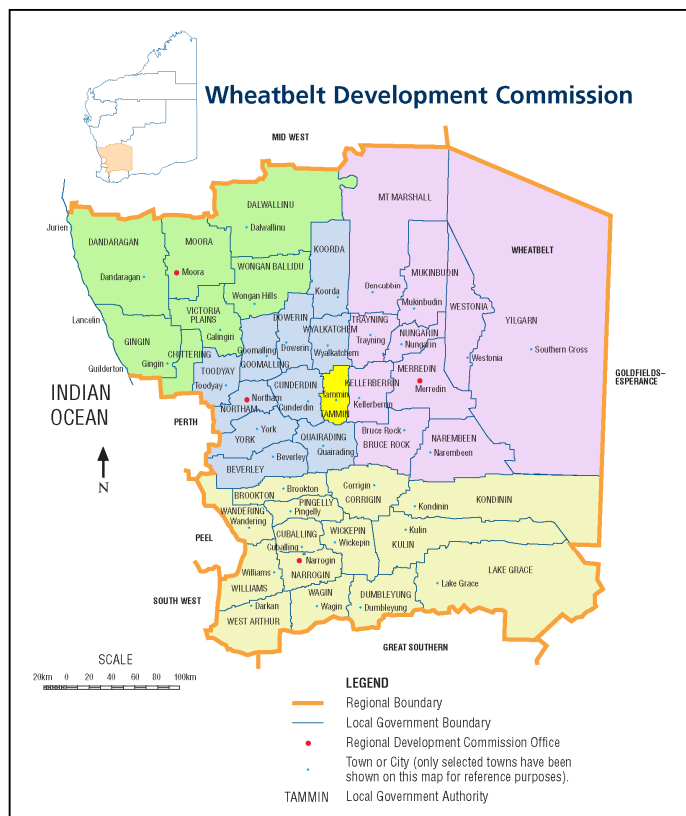 Wheatbelt Development Commission
MID WEST
MT MARSHALL
DALWALLINU
Dalwallinu
Jurien
DANDARAGAN
MOORA
KOORDA
WHEATBELT
Dandaragan
Moora
WONGAN BALLIDU
MUKINBUDIN
Dencubbin
Koorda
Wongan Hills
Mukinbudin
WESTONIA
YILGARN
VICTORIA
PLAINS
DOWERIN
TRAYNING
Lancelin
WYALKATCHEM
NUNGARIN
Calingiri
Trayning
Nungarin
GINGIN
Dowerin
Wyalkatchem
Southern Cross
CHITTERING
Goomalling
Westonia
Guilderton
Gingin
GOOMALLING
TOODYAY
MERREDIN
GOLDFIELDS–
ESPERANCE
Toodyay
CUNDERDIN
KELLERBERRIN
Merredin
INDIAN
OCEAN
Northam
Tammin
NORTHAM
Cunderdin
Kellerberrin
TAMMIN
PERTH
York
Bruce Rock
YORK
QUAIRADING
BRUCE ROCK
NAREMBEEN
Quairading
Narembeen
Beverley
BEVERLEY
N
Brookton
Corrigin
BROOKTON
CORRIGIN
KONDININ
PINGELLY
Kondinin
WANDERING
Pingelly
Wandering
WICKEPIN
Kulin
CUBALLING
Wickepin
PEEL
Cuballing
KULIN
Narrogin
LAKE GRACE
Williams
NARROGIN
Lake Grace
WILLIAMS
WAGIN
DUMBLEYUNG
SOUTH WEST
Darkan
Wagin
Dumbleyung
WEST ARTHUR
GREAT SOUTHERN
SCALE
20km 0 20 40 60 80 100km
LEGEND
Regional Boundary
Local Government Boundary
Regional Development Commission Office
Town or City (only selected towns have been
shown on this map for reference purposes).
TAMMIN Local Government Authority